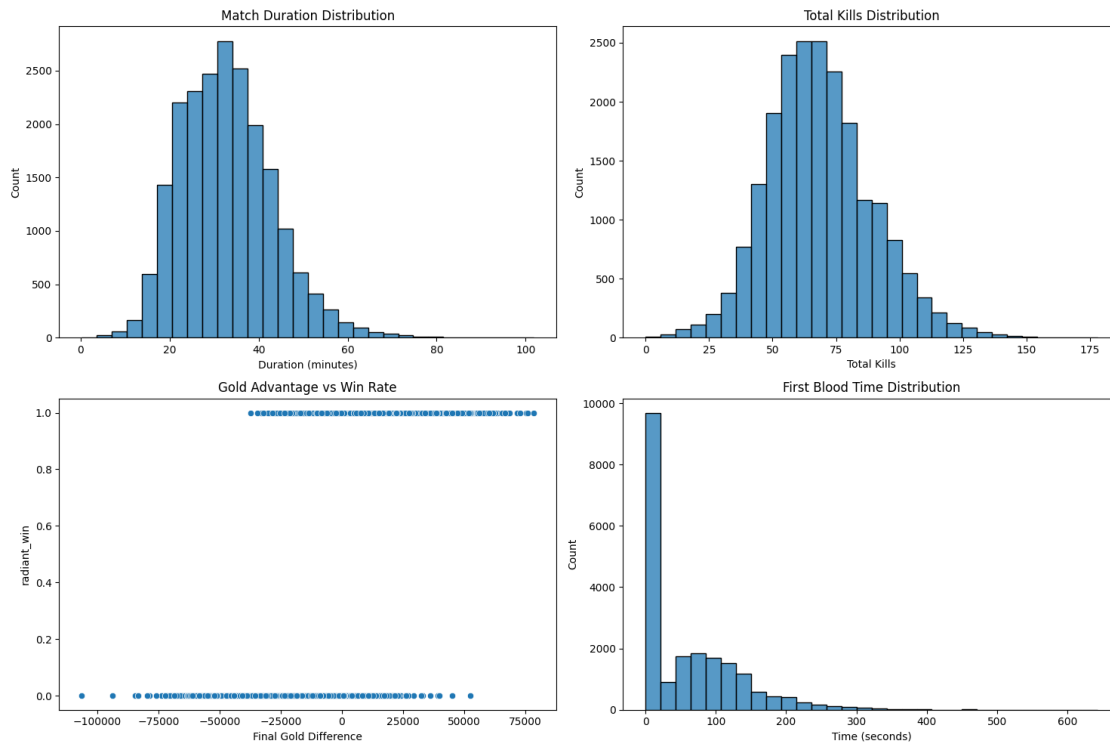 Match Duration Distribution
2500
2000
1500
1000
500
0
Count
0 20 40 60 80 100
Duration (minutes)
Total Kills Distribution
2500
2000
1500
1000
500
0
Count
0 25 50 75 100 125 150 175
Total Kills
Gold Advantage vs Win Rate
1.0
0.8
0.6
0.4
0.2
0.0
radiant_win
−100000 −75000 −50000 −25000 0 25000 50000 75000
Final Gold Difference
First Blood Time Distribution
10000
8000
6000
4000
2000
0
Count
0 100 200 300 400 500 600
Time (seconds)